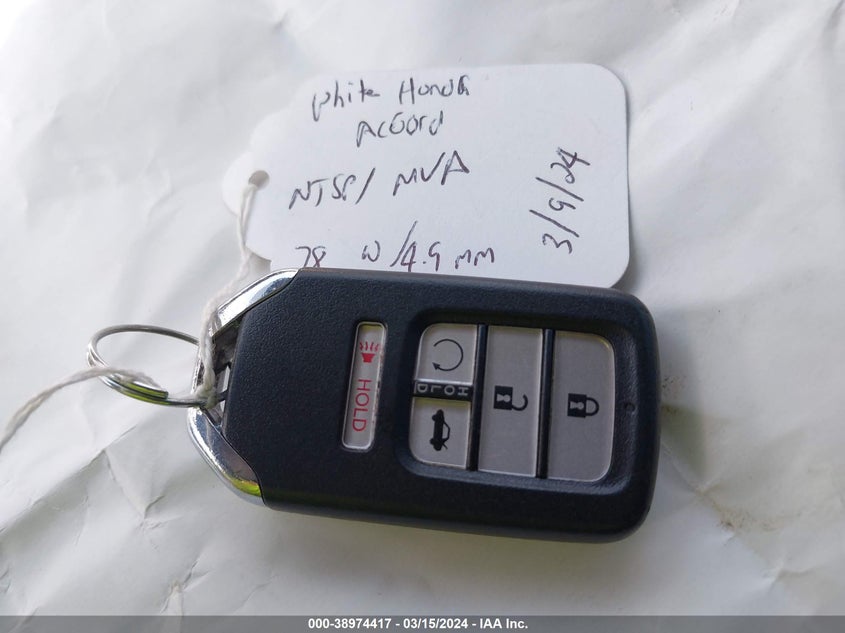 White Honda
Accord
NJSP/ MVA
78 W/4.9 mm
3/9/24
HOLD
HOLD
000-38974417 - 03/15/2024 - IAA Inc.